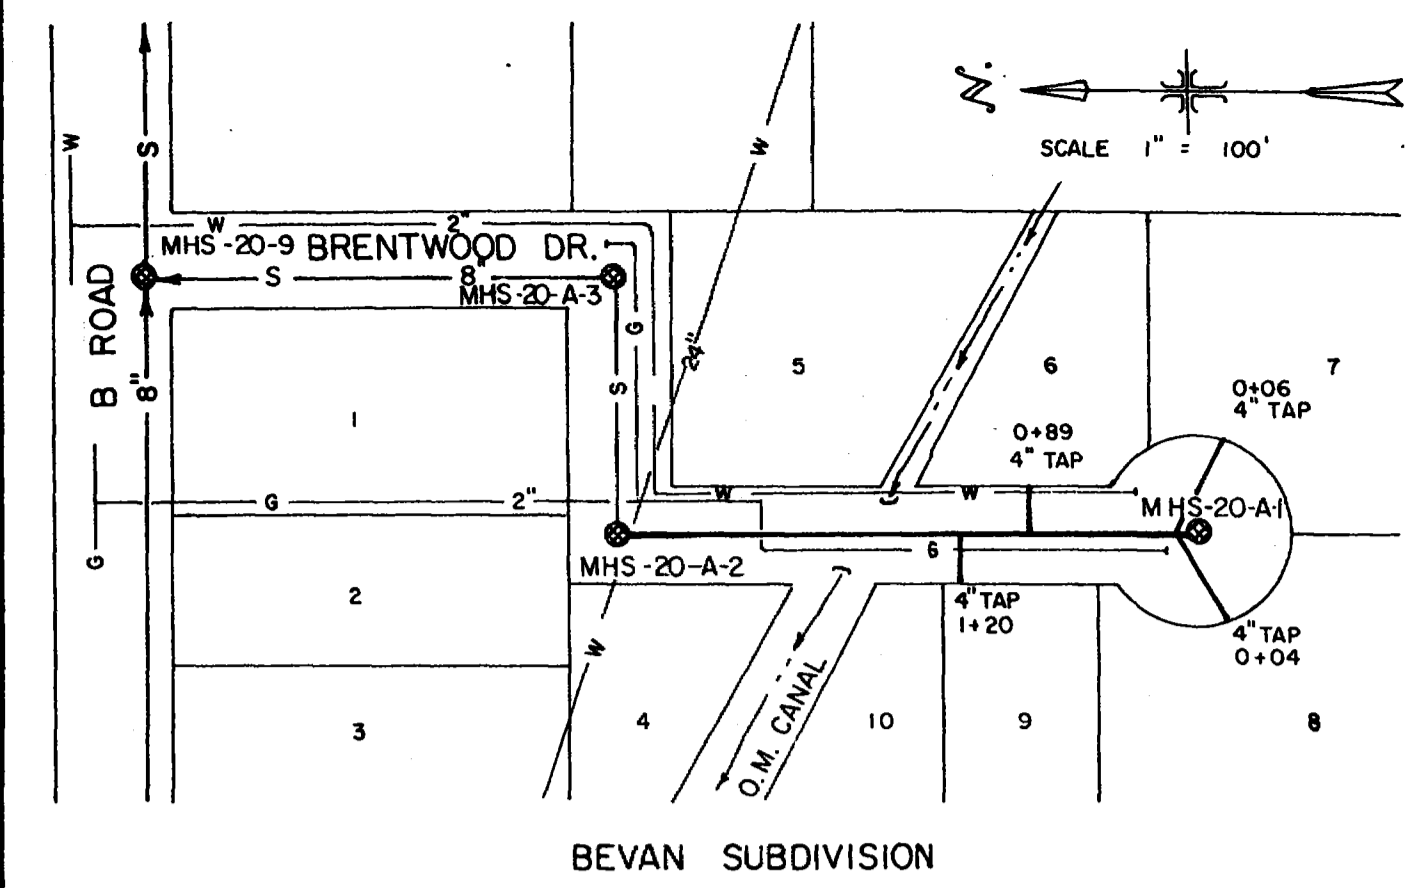 N.
SCALE 1" = 100'
W
S
W
W
2"
MHS-20-9 BRENTWOOD DR.
S
8"
MHS-20-A-3
B ROAD
8"
G
S
24"
5
6
7
0+06
4" TAP
0+89
4" TAP
1
G
2"
W
W
MHS-20-A-1
G
G
MHS-20-A-2
2
4" TAP
1+20
4" TAP
0+04
W
3
4
O.M. CANAL
10
9
8
BEVAN SUBDIVISION